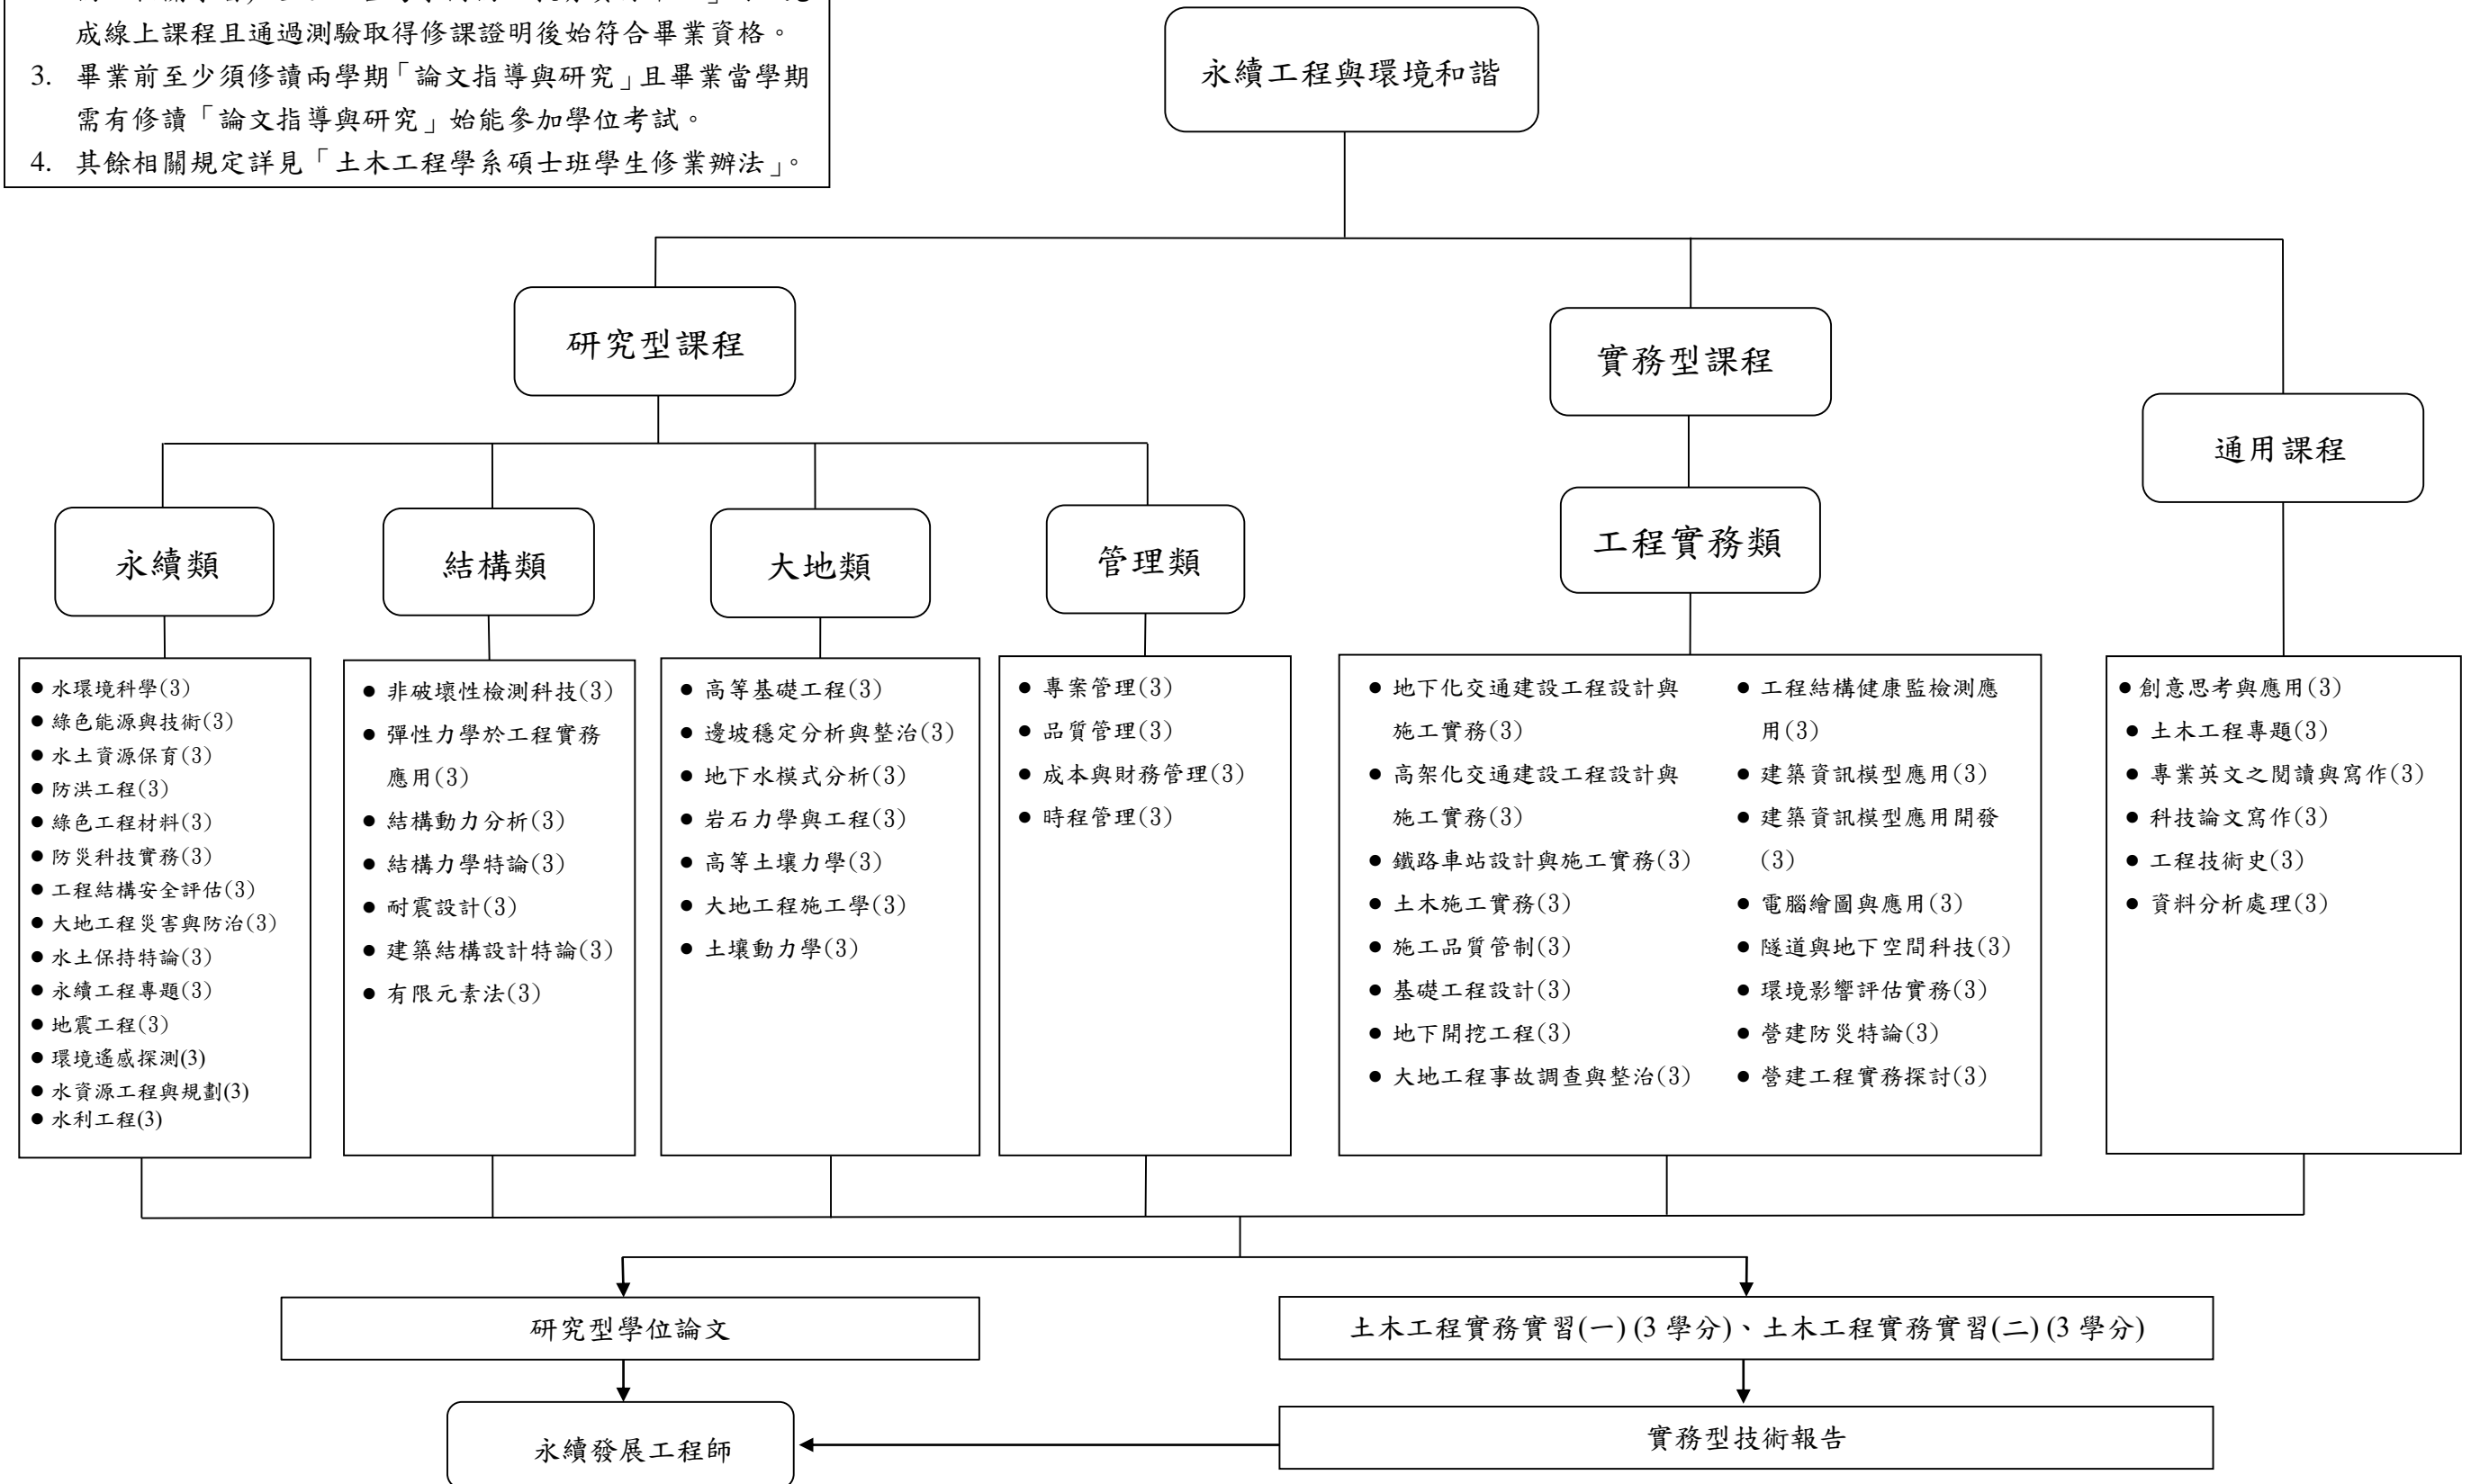 成線上課程且通過測驗取得修課證明後始符合畢業資格。
3. 畢業前至少須修讀兩學期「論文指導與研究」且畢業當學期
需有修讀「論文指導與研究」始能參加學位考試。
4. 其餘相關規定詳見「土木工程學系碩士班學生修業辦法」。
永續工程與環境和諧
研究型課程
實務型課程
通用課程
永續類
結構類
大地類
管理類
工程實務類
●水環境科學(3)
●綠色能源與技術(3)
●水土資源保育(3)
●防洪工程(3)
●綠色工程材料(3)
●防災科技實務(3)
●工程結構安全評估(3)
●大地工程災害與防治(3)
●水土保持特論(3)
●永續工程專題(3)
●地震工程(3)
●環境遙感探測(3)
●水資源工程與規劃(3)
●水利工程(3)
● 非破壞性檢測科技(3)
● 彈性力學於工程實務
應用(3)
● 結構動力分析(3)
● 結構力學特論(3)
● 耐震設計(3)
● 建築結構設計特論(3)
● 有限元素法(3)
● 高等基礎工程(3)
● 邊坡穩定分析與整治(3)
● 地下水模式分析(3)
● 岩石力學與工程(3)
● 高等土壤力學(3)
● 大地工程施工學(3)
● 土壤動力學(3)
● 專案管理(3)
● 品質管理(3)
● 成本與財務管理(3)
● 時程管理(3)
● 地下化交通建設工程設計與
施工實務(3)
● 高架化交通建設工程設計與
施工實務(3)
● 鐵路車站設計與施工實務(3)
● 土木施工實務(3)
● 施工品質管制(3)
● 基礎工程設計(3)
● 地下開挖工程(3)
● 大地工程事故調查與整治(3)
● 工程結構健康監檢測應
用(3)
● 建築資訊模型應用(3)
● 建築資訊模型應用開發
(3)
● 電腦繪圖與應用(3)
● 隧道與地下空間科技(3)
● 環境影響評估實務(3)
● 營建防災特論(3)
● 營建工程實務探討(3)
●創意思考與應用(3)
● 土木工程專題(3)
● 專業英文之閱讀與寫作(3)
● 科技論文寫作(3)
● 工程技術史(3)
● 資料分析處理(3)
研究型學位論文
土木工程實務實習(一)(3 學分)、土木工程實務實習(二)(3 學分)
永續發展工程師
實務型技術報告